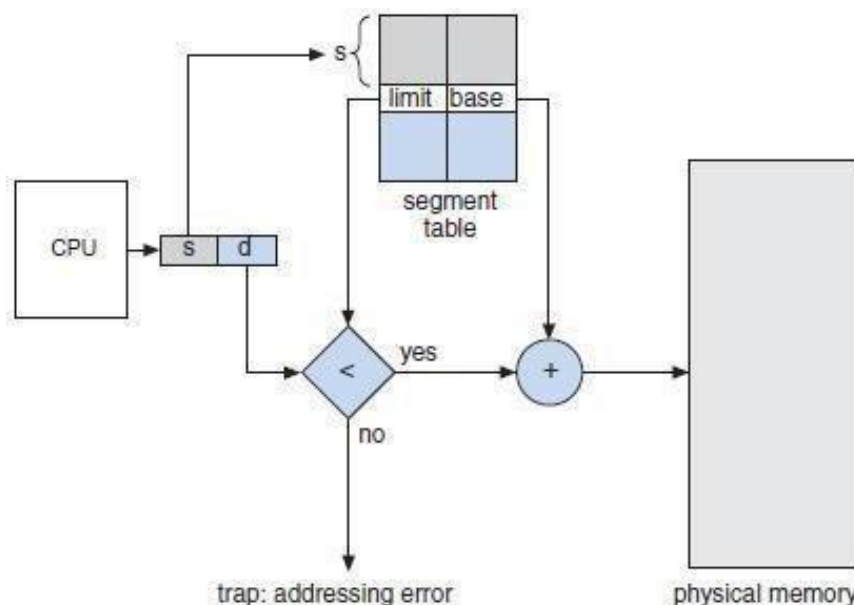 s
limit base
segment
table
CPU
s d
<
yes
+
no
trap: addressing error
physical memory